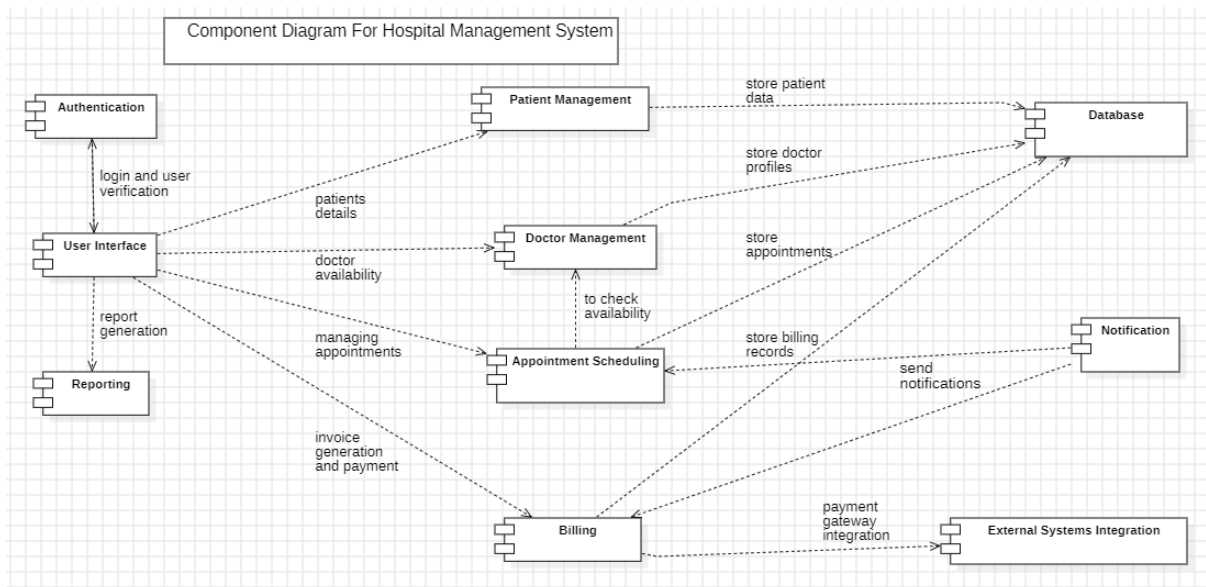 Component Diagram For Hospital Management System
Authentication
Patient Management
store patient
data
Database
login and user
verification
store doctor
profiles
patients
details
User Interface
Doctor Management
doctor
availability
store
appointments
to check
availability
report
generation
managing
appointments
Notification
store billing
records
Appointment Scheduling
send
notifications
Reporting
invoice
generation
and payment
payment
gateway
integration
Billing
External Systems Integration